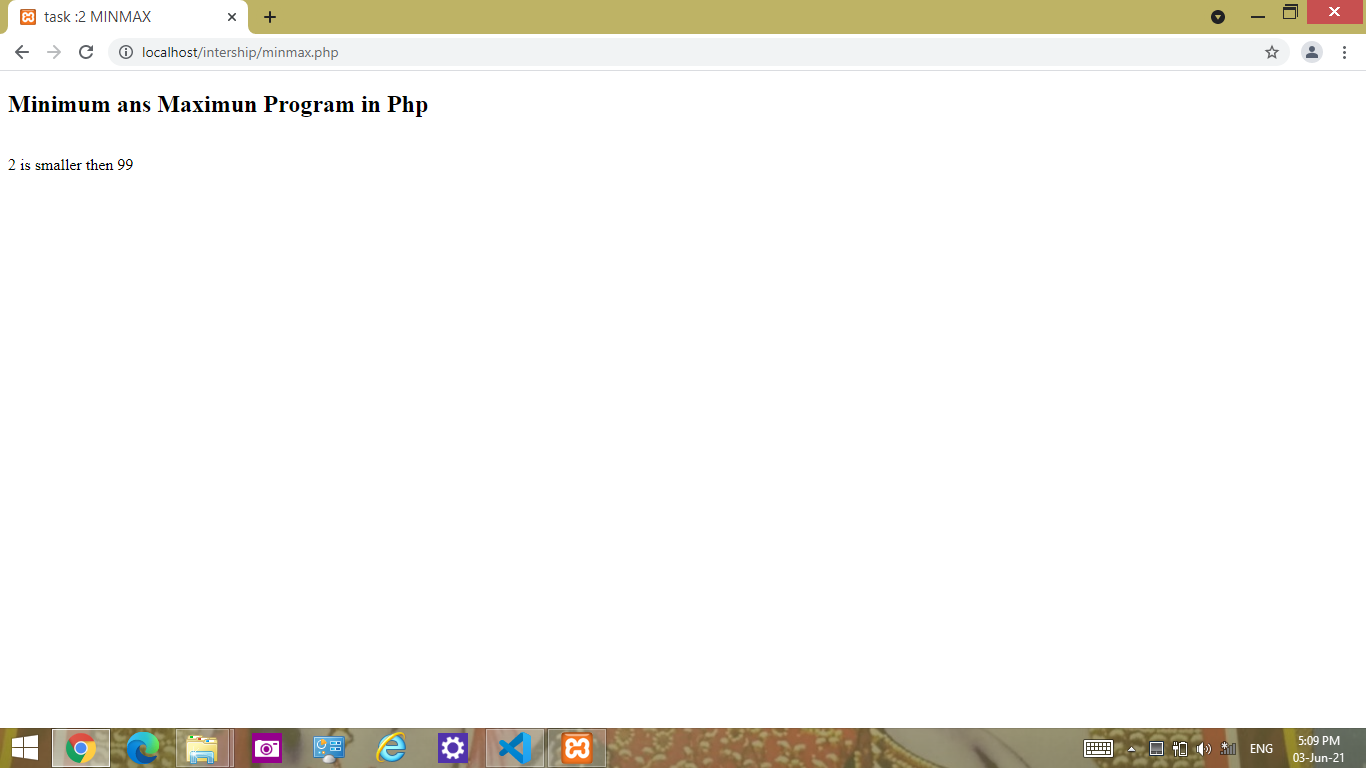 task :2 MINMAX
localhost/intership/minmax.php
Minimum ans Maximun Program in Php
2 is smaller then 99
ENG
5:09 PM
03-Jun-21